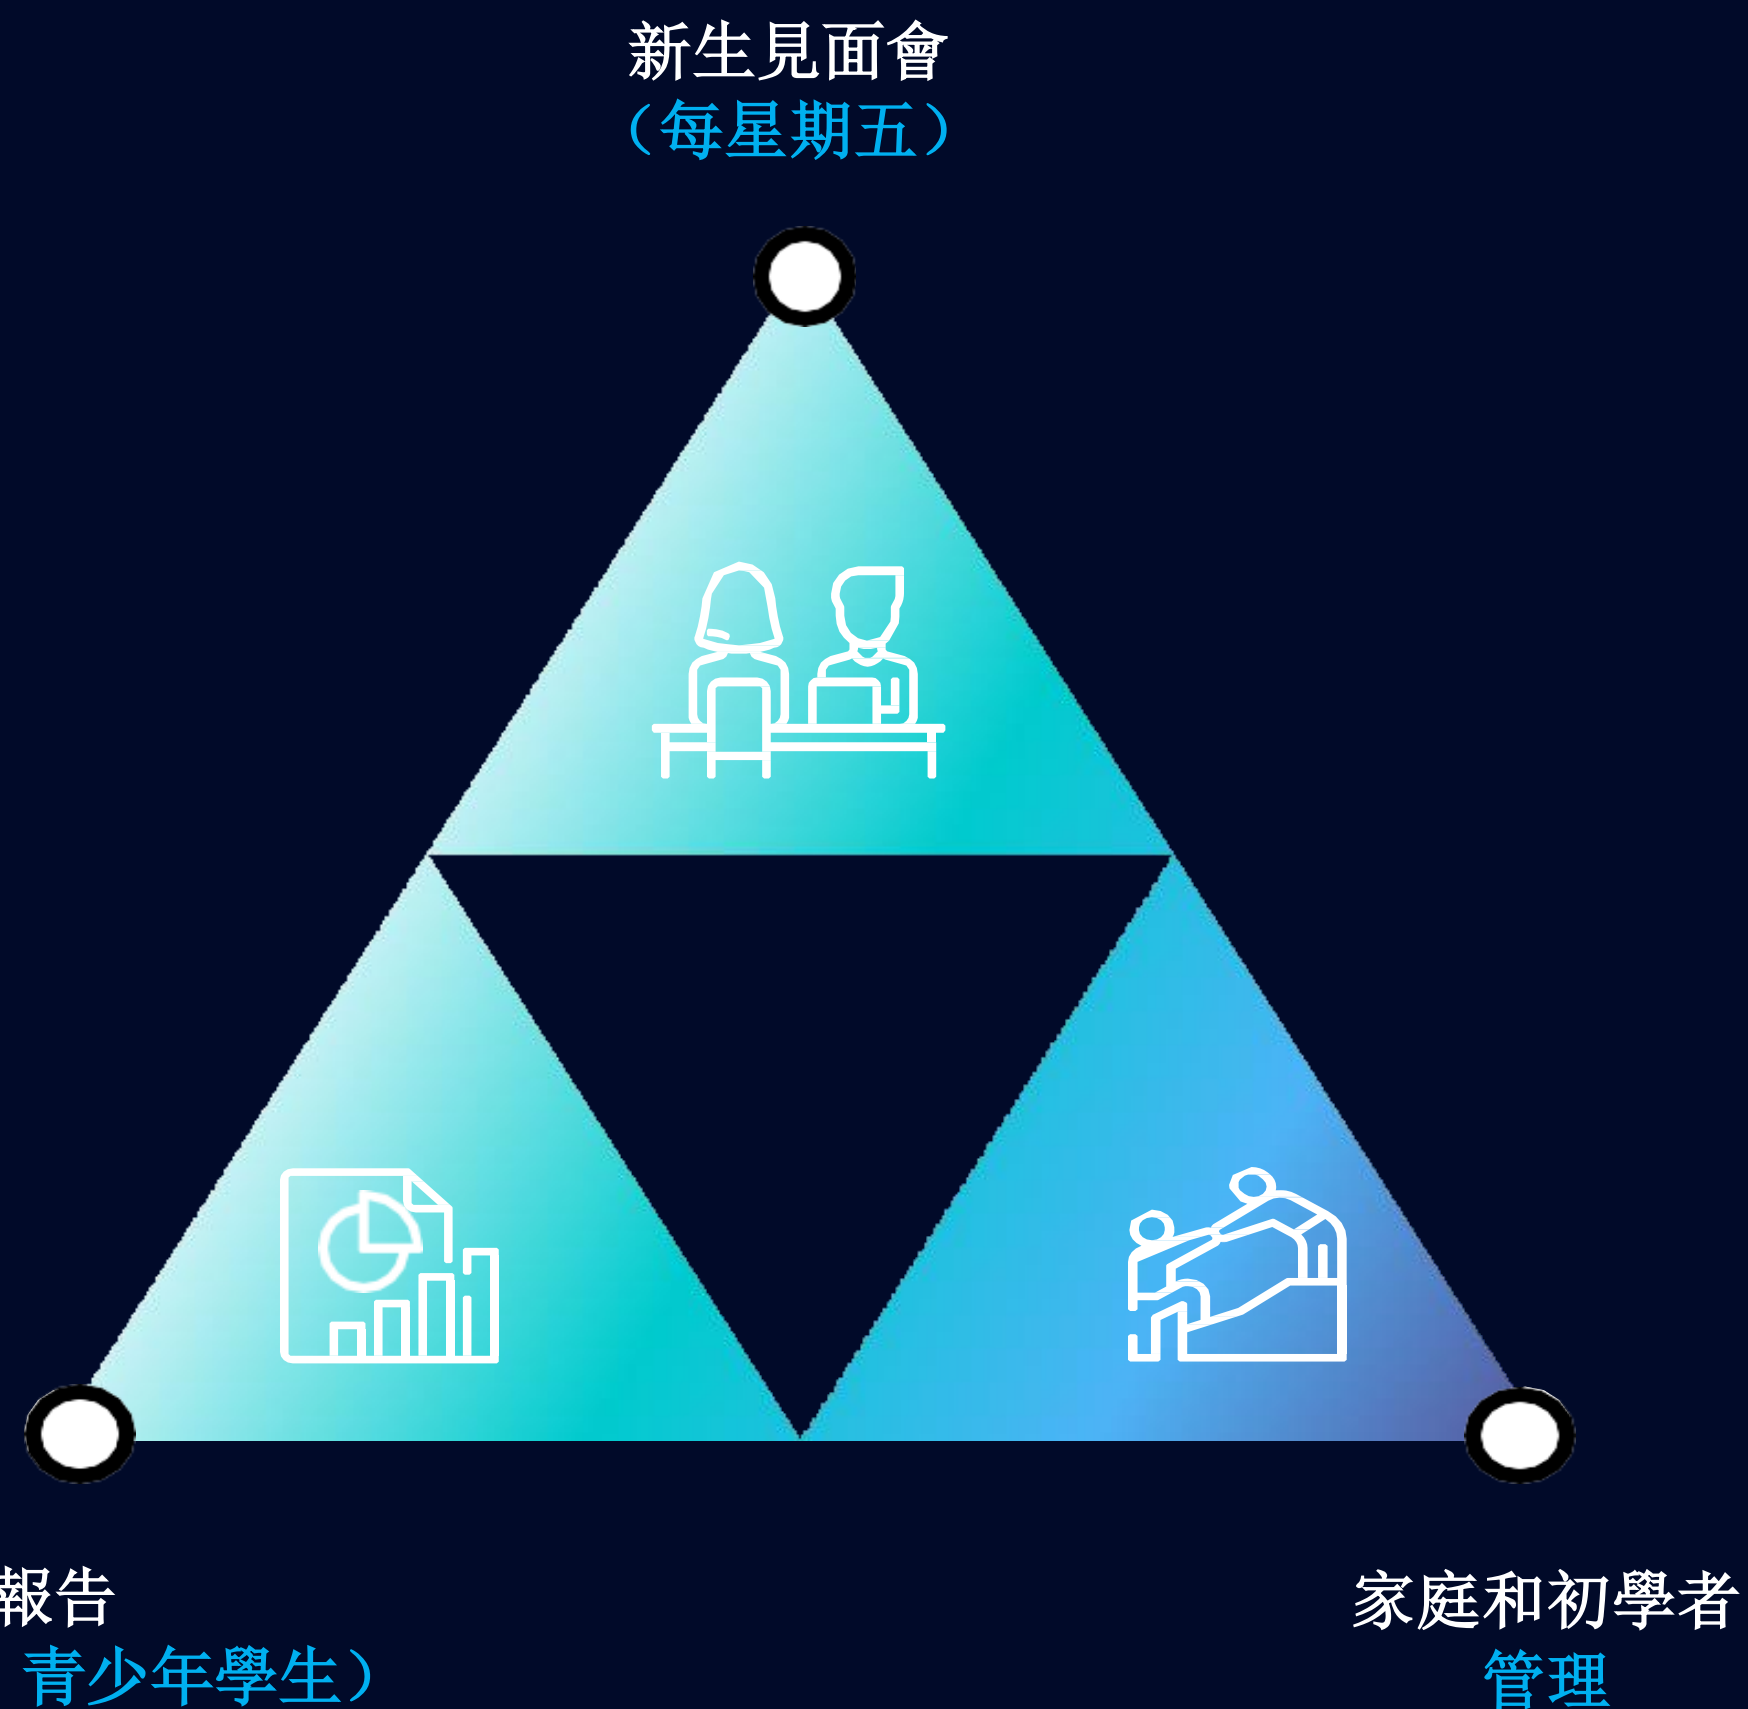 新生見面會
（每星期五）
報告
青少年學生）
家庭和初學者
管理